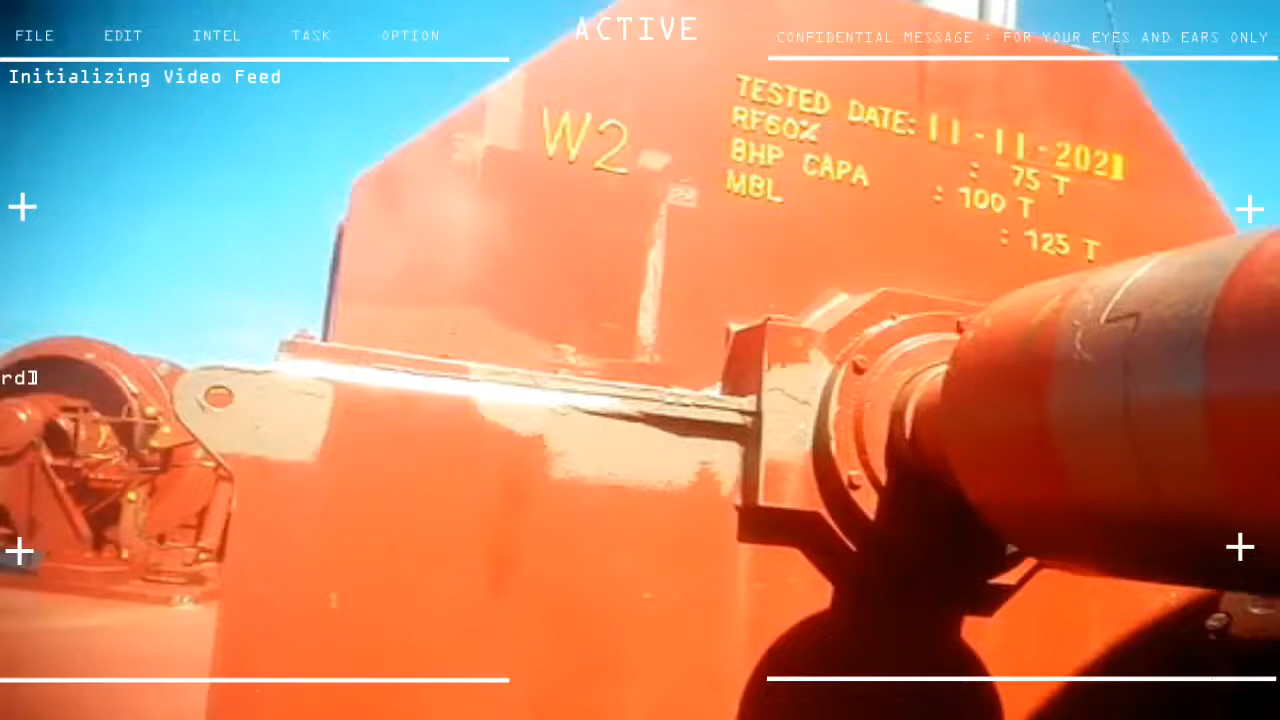 FILE EDIT INTEL TASK OPTION
ACTIVE
CONFIDENTIAL MESSAGE : FOR YOUR EYES AND EARS ONLY
Initializing Video Feed
W2
TESTED DATE: 11-11-2021
RF60% : 75 T
BHP CAPA : 100 T
MBL : 125 T
rd]